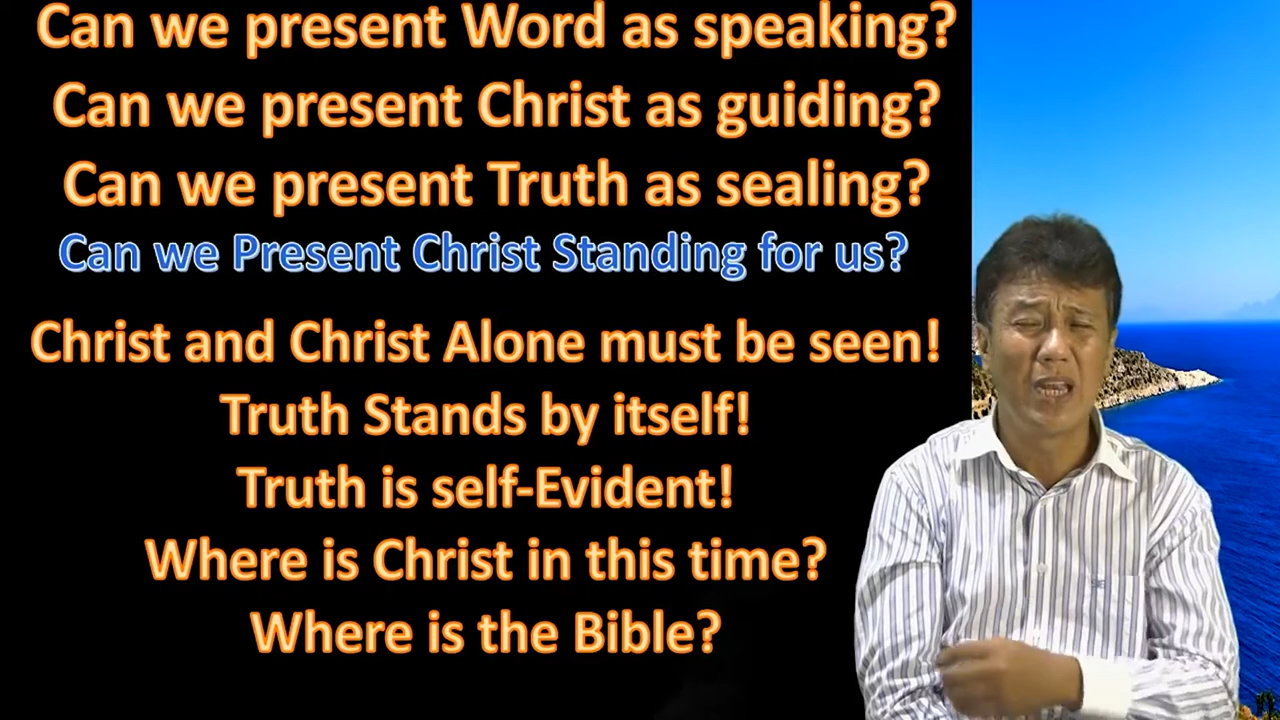 Can we present Word as speaking?
Can we present Christ as guiding?
Can we present Truth as sealing?
Can we Present Christ Standing for us?
Christ and Christ Alone must be seen!
Truth Stands by itself!
Truth is self-Evident!
Where is Christ in this time?
Where is the Bible?